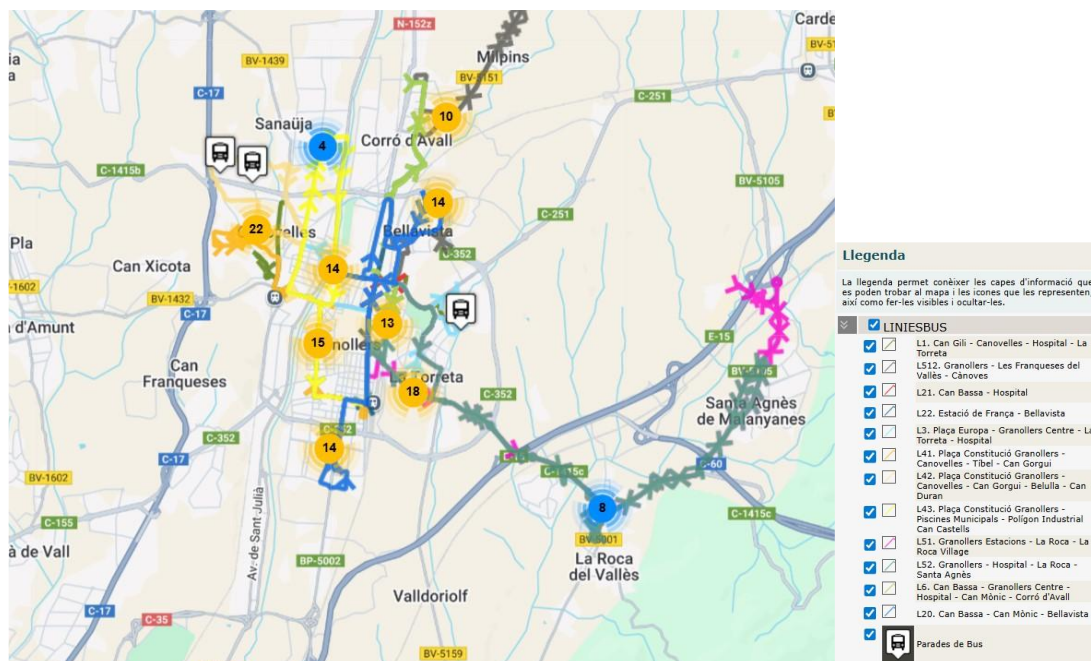 N-152z
Carde
BV-1439
Milpins
BV-5151
BV-51
C-17
C-251
10
Sanaüja
4
Corró d'Avall
C-1415b
BV-5105
14
C-251
22
Bellavista
Pla
C-352
Can Xicota
14
-1602
BV-1432
13
E-15
d'Amunt
15
Can
Franqueses
La Torreta
18
C-352
Santa Agnès
de Malanyanes
C-352
C-352
14
C-17
C-1415c
C-60
BV-1602
8
C-1415c
C-155
Av. de Sant Julià
BV-5001
à de Vall
BP-5002
La Roca
del Vallès
Valldoriolf
C-17
C-35
BV-5159
Llegenda
La llegenda permet conèixer les capes d'informació que
es poden trobar al mapa i les icones que les representen,
així com fer-les visibles i ocultar-les.
LINIESBUS
L1. Can Gili - Canovelles - Hospital - La
Torreta
L512. Granollers - Les Franqueses del
Vallès - Cànoves
L21. Can Bassa - Hospital
L22. Estació de França - Bellavista
L3. Plaça Europa - Granollers Centre - La
Torreta - Hospital
L41. Plaça Constitució Granollers -
Canovelles - Tíbel - Can Gorgui
L42. Plaça Constitució Granollers -
Canovelles - Can Gorgui - Belulla - Can
Duran
L43. Plaça Constitució Granollers -
Piscines Municipals - Polígon Industrial
Can Castells
L51. Granollers Estacions - La Roca - La
Roca Village
L52. Granollers - Hospital - La Roca -
Santa Agnès
L6. Can Bassa - Granollers Centre -
Hospital - Can Mònic - Corró d'Avall
L20. Can Bassa - Can Mònic - Bellavista
Parades de Bus